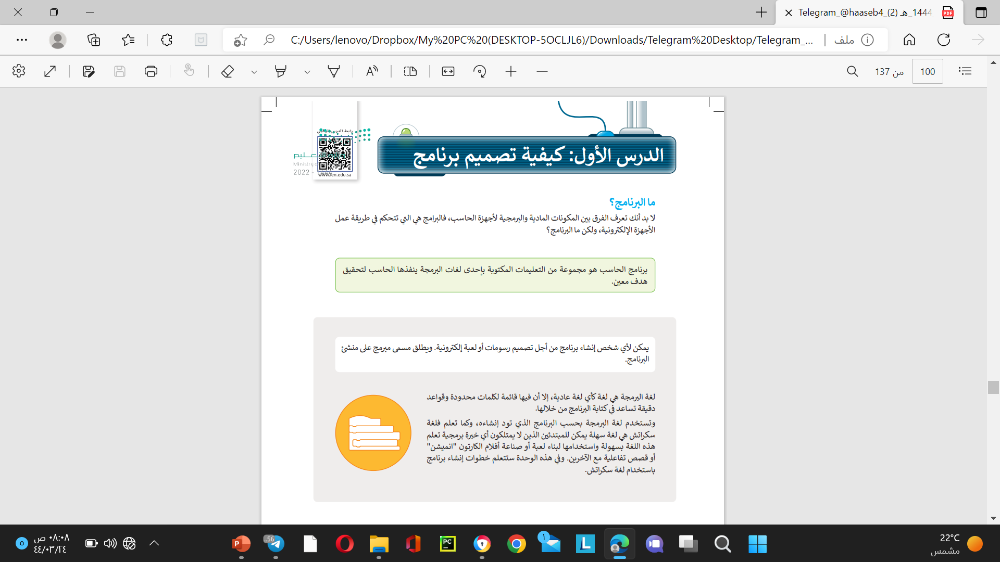 Telegram_@haaseb4_(2)_هـ_1444
C:/Users/lenovo/Dropbox/My%20PC%20(DESKTOP-5OCLJL6)/Downloads/Telegram%20Desktop/Telegram_...
ملف
100
من 137
رابط الدرس الرقمي
www.ien.edu.sa
2022 - 1444
الدرس الأول: كيفية تصميم برنامج
ما البرنامج؟
لا بد أنك تعرف الفرق بين المكونات المادية والبرمجية لأجهزة الحاسب، فالبرامج هي التي تتحكم في طريقة عمل
الأجهزة الإلكترونية، ولكن ما البرنامج؟
برنامج الحاسب هو مجموعة من التعليمات المكتوبة بإحدى لغات البرمجة ينفذها الحاسب لتحقيق
هدف معين.
يمكن لأي شخص إنشاء برنامج من أجل تصميم رسومات أو لعبة إلكترونية. ويطلق مسمى مبرمج على منشئ
البرنامج.
لغة البرمجة هي لغة كأي لغة عادية، إلا أن فيها قائمة لكلمات محدودة وقواعد
دقيقة تساعد في كتابة البرنامج من خلالها.
وتستخدم لغة البرمجة بحسب البرنامج الذي تود إنشاءه، وكما تعلم فلغة
سكراتش هي لغة سهلة يمكن للمبتدئين الذين لا يمتلكون أي خبرة برمجية تعلم
هذه اللغة بسهولة واستخدامها لبناء لعبة أو صناعة أفلام الكارتون "انميشن"
أو قصص تفاعلية مع الآخرين. وفي هذه الوحدة ستتعلم خطوات إنشاء برنامج
باستخدام لغة سكراتش.
22°C
مشمس
٠٨:٠٨ ص
٤٤/٠٣/٢٤